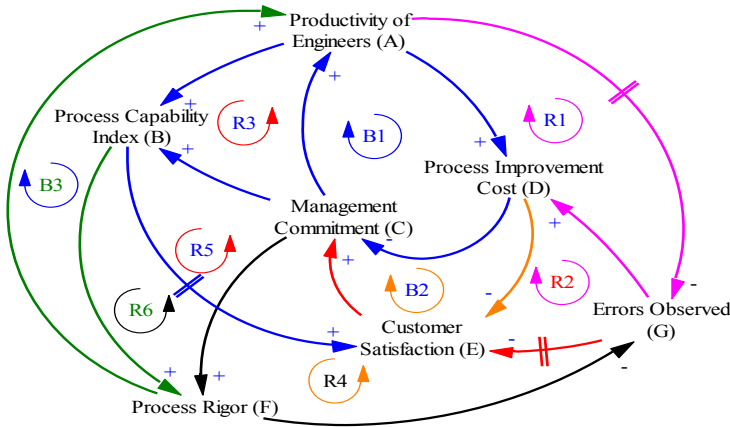 Productivity of
Engineers (A)
+
+
+
Process Capability
Index (B)
R3
B1
R1
+
+
Process Improvement
Cost (D)
B3
Management
Commitment (C)
-
+
R5
+
B2
R2
R6
-
-
Errors Observed
(G)
Customer
Satisfaction (E)
+
-
R4
-
+
+
Process Rigor (F)